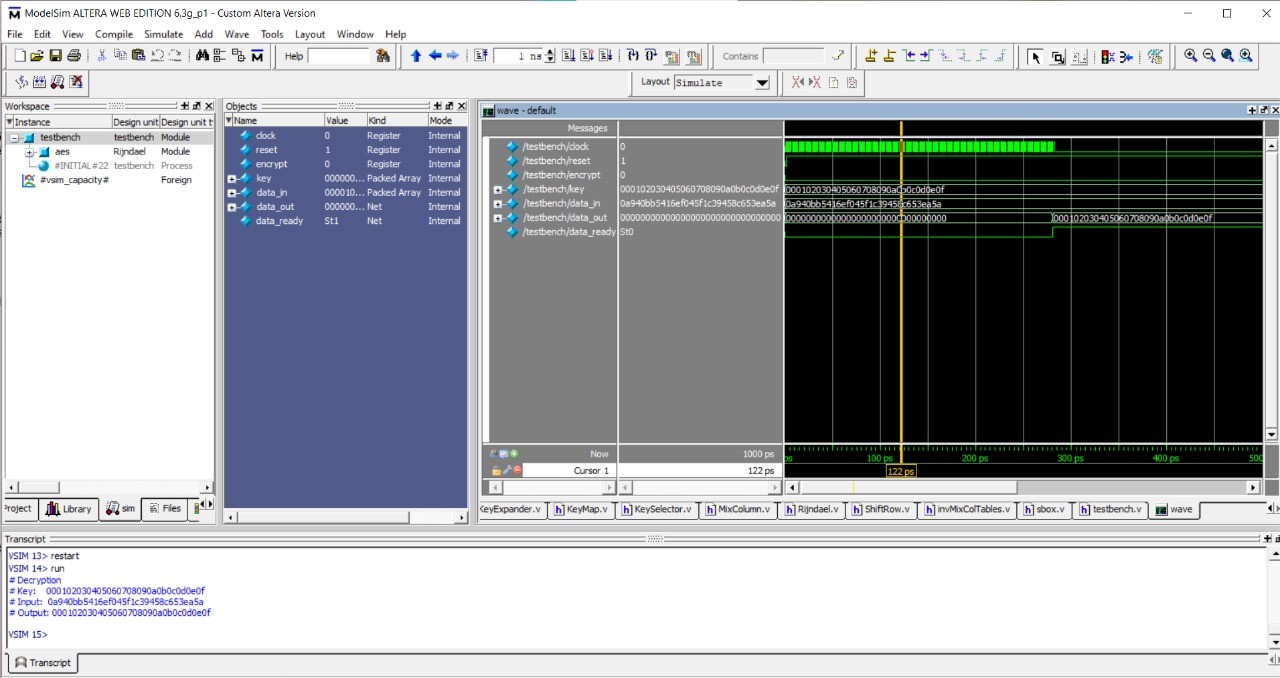 ModelSim ALTERA WEB EDITION 6.3g_p1 - Custom Altera Version
File Edit View Compile Simulate Add Wave Tools Layout Window Help
Help 1 ns Contains
Layout Simulate
Workspace
Instance Design unit Design unit t
testbench testbench Module
aes Rijndael Module
#INITIAL#22 testbench Process
#vsim_capacity# Foreign
Project Library sim Files
Objects
Name Value Kind Mode
clock 0 Register Internal
reset 1 Register Internal
encrypt 0 Register Internal
key 000000... Packed Array Internal
data_in 000010... Packed Array Internal
data_out 000000... Net Internal
data_ready St1 Net Internal
wave - default
Messages
/testbench/clock 0
/testbench/reset 1
/testbench/encrypt 0
/testbench/key 000102030405060708090a0b0c0d0e0f 000102030405060708090a0b0c0d0e0f
/testbench/data_in 0a940bb5416ef045f1c39458c653ea5a 0a940bb5416ef045f1c39458c653ea5a
/testbench/data_out 00000000000000000000000000000000 00000000000000000000000000000000 000102030405060708090a0b0c0d0e0f
/testbench/data_ready St0
Now 1000 ps ps 100 ps 200 ps 300 ps 400 ps 500
Cursor 1 122 ps 122 ps
KeyExpander.v KeyMap.v KeySelector.v MixColumn.v Rijndael.v ShiftRow.v invMixColTables.v sbox.v testbench.v wave
Transcript
VSIM 13> restart
VSIM 14> run
# Decryption
# Key: 000102030405060708090a0b0c0d0e0f
# Input: 0a940bb5416ef045f1c39458c653ea5a
# Output: 000102030405060708090a0b0c0d0e0f
VSIM 15>
Transcript